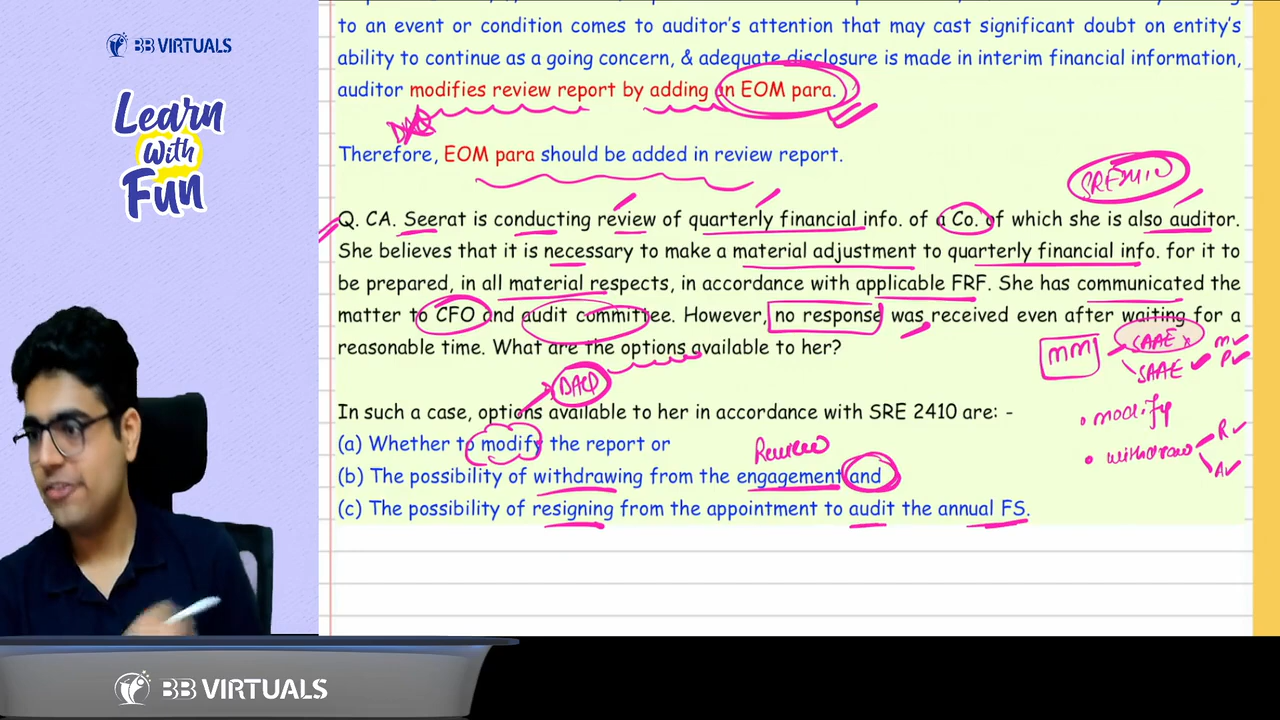 BB VIRTUALS
Learn
With
Fun
to an event or condition comes to auditor's attention that may cast significant doubt on entity's
ability to continue as a going concern, & adequate disclosure is made in interim financial information,
auditor modifies review report by adding an EOM para.
Therefore, EOM para should be added in review report.
Q. CA. Seerat is conducting review of quarterly financial info. of a Co. of which she is also auditor.
She believes that it is necessary to make a material adjustment to quarterly financial info. for it to
be prepared, in all material respects, in accordance with applicable FRF. She has communicated the
matter to CFO and audit committee. However, no response was received even after waiting for a
reasonable time. What are the options available to her?
MM
SAAE
DACD
In such a case, options available to her in accordance with SRE 2410 are: -
(a) Whether to modify the report or
Review
(b) The possibility of withdrawing from the engagement and
(c) The possibility of resigning from the appointment to audit the annual FS.
• modify
• withdraw
R
A
BB VIRTUALS